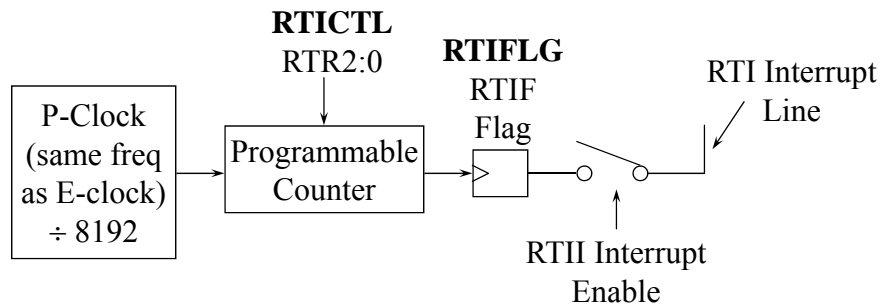 RTICTL
RTR2:0
RTIFLG
RTIF
Flag
RTI Interrupt
Line
P-Clock
(same freq
as E-clock)
÷ 8192
Programmable
Counter
RTII Interrupt
Enable